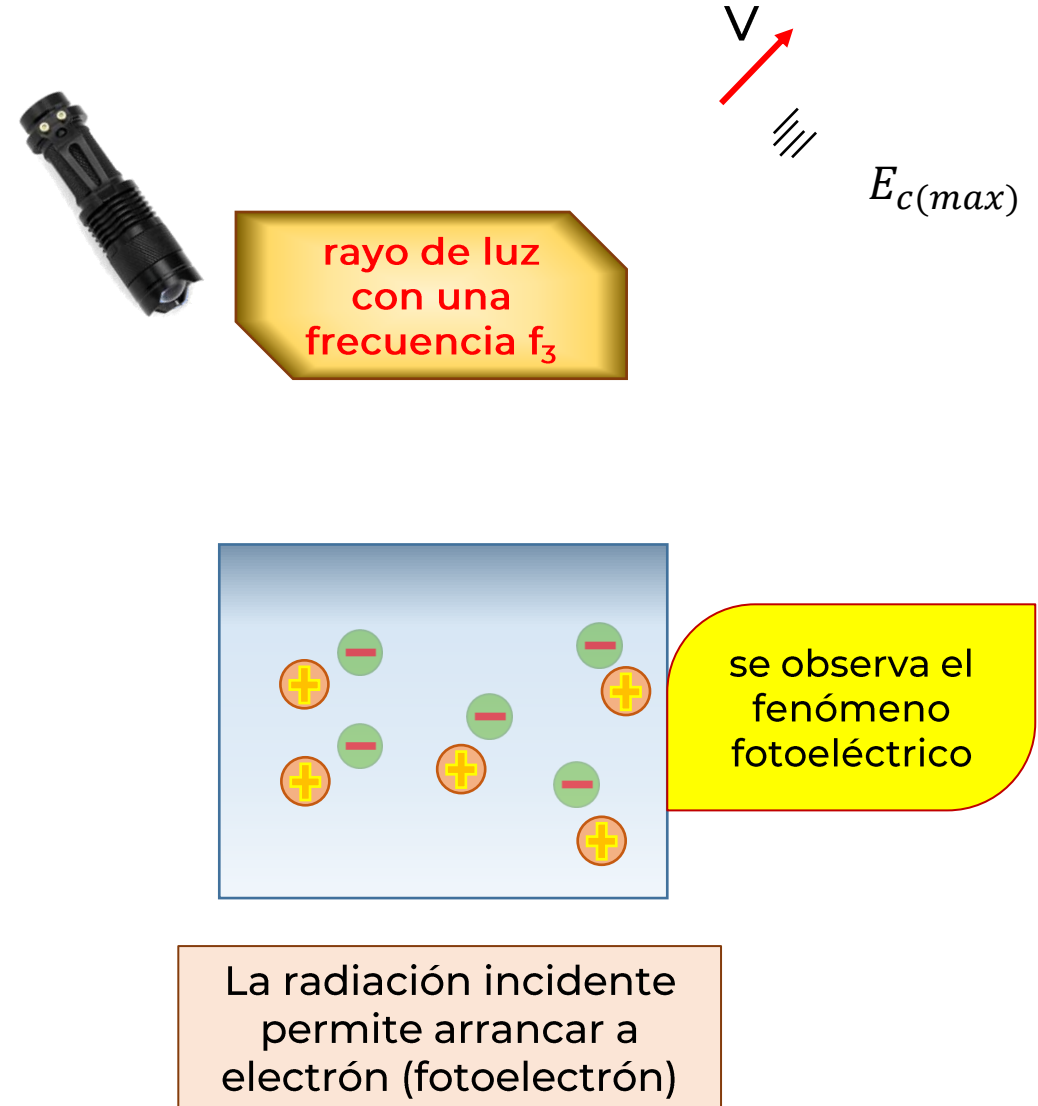 V
E_{c(max)}
rayo de luz
con una
frecuencia f₃
se observa el
fenómeno
fotoeléctrico
La radiación incidente
permite arrancar a
electrón (fotoelectrón)